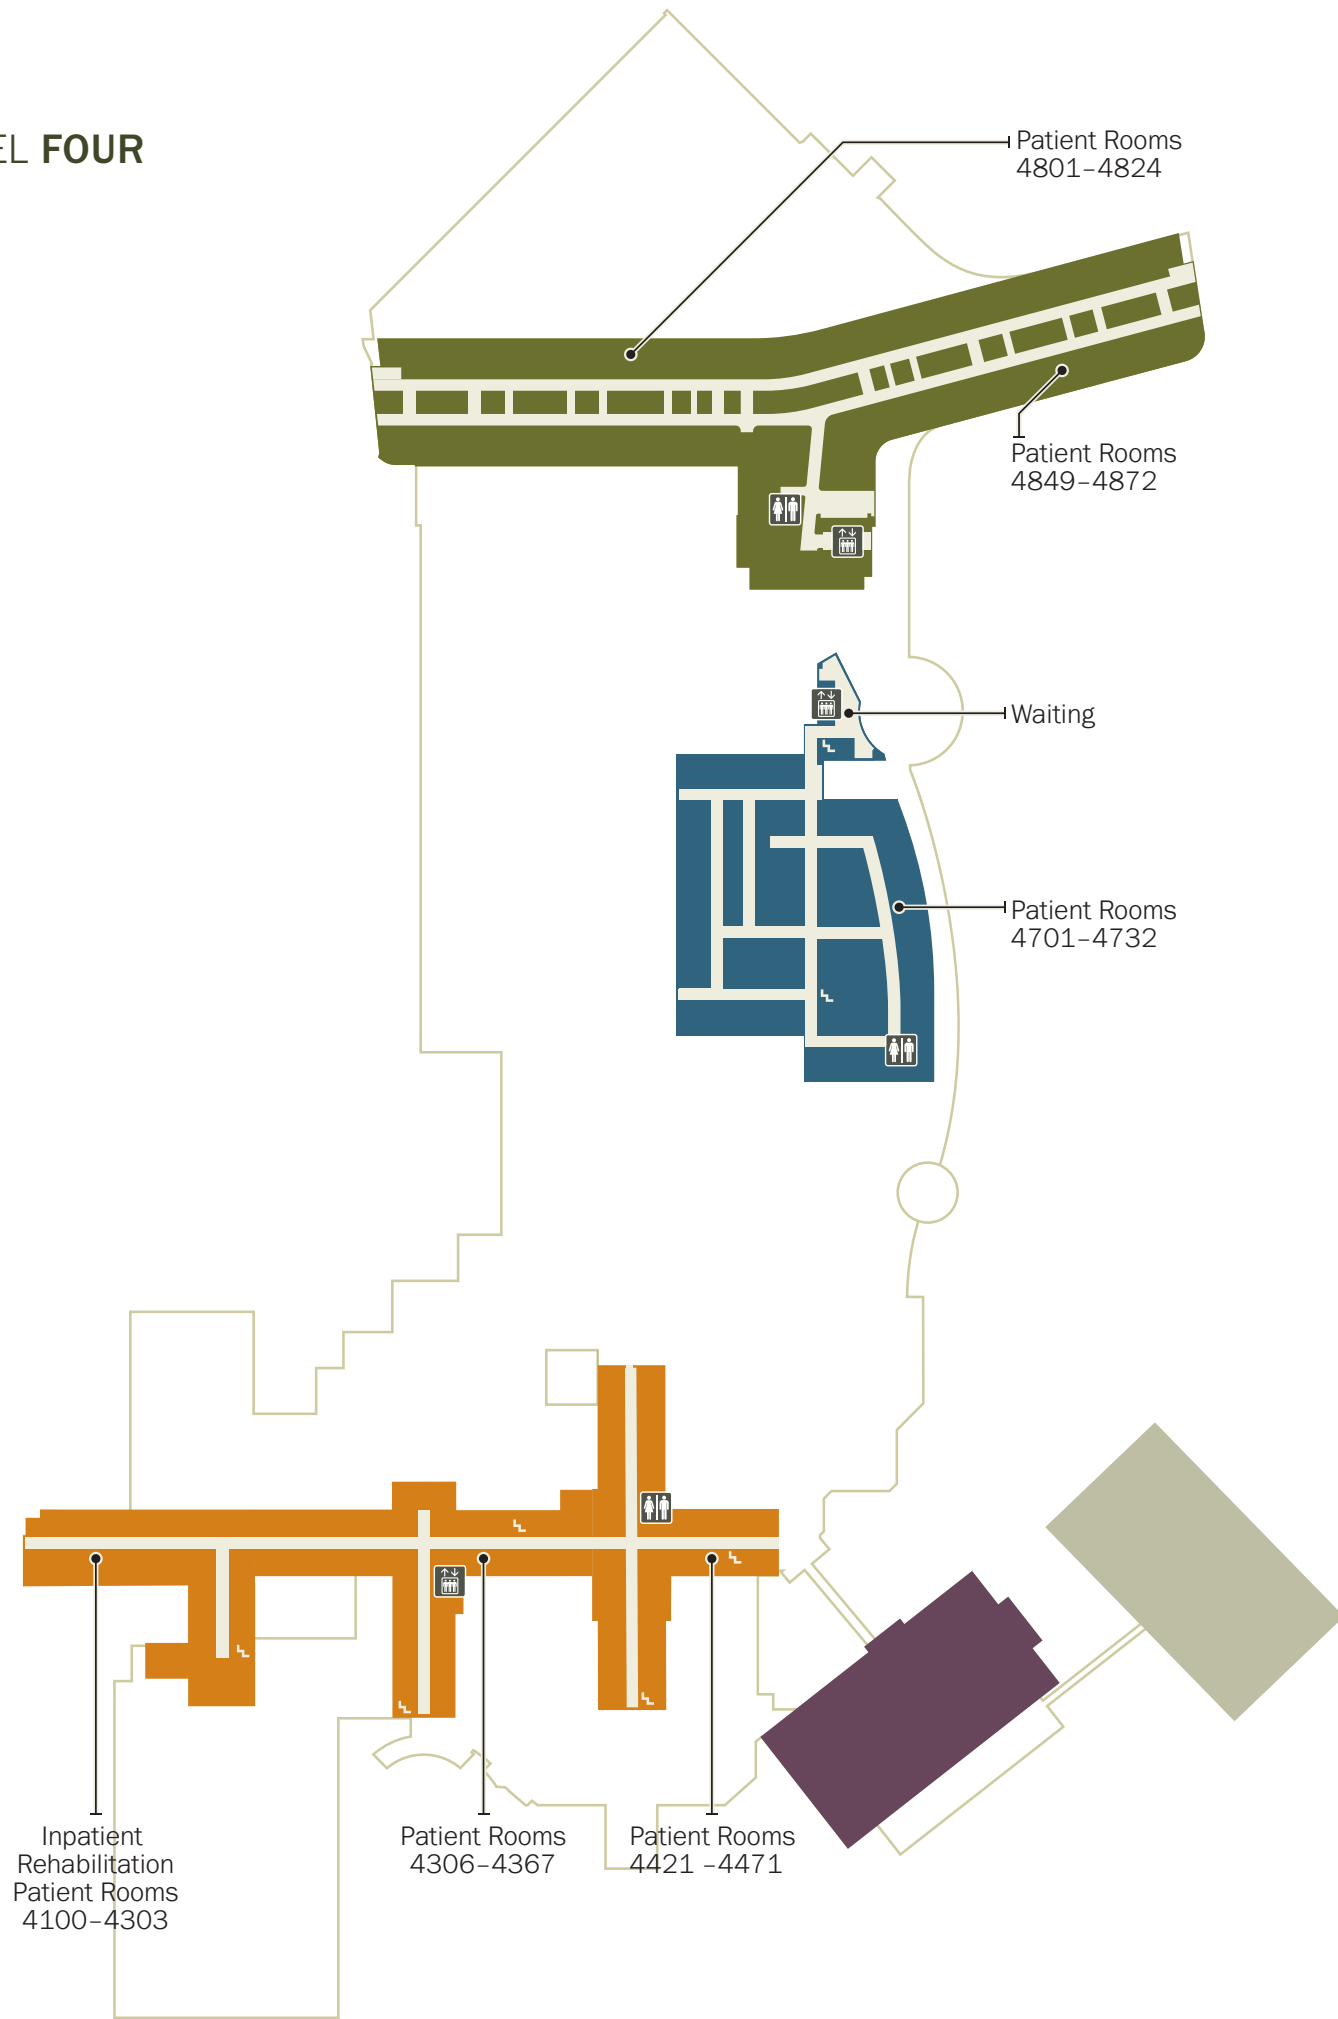 EL FOUR
Patient Rooms
4801–4824
Patient Rooms
4849–4872
Waiting
Patient Rooms
4701–4732
Inpatient
Rehabilitation
Patient Rooms
4100–4303
Patient Rooms
4306–4367
Patient Rooms
4421 –4471